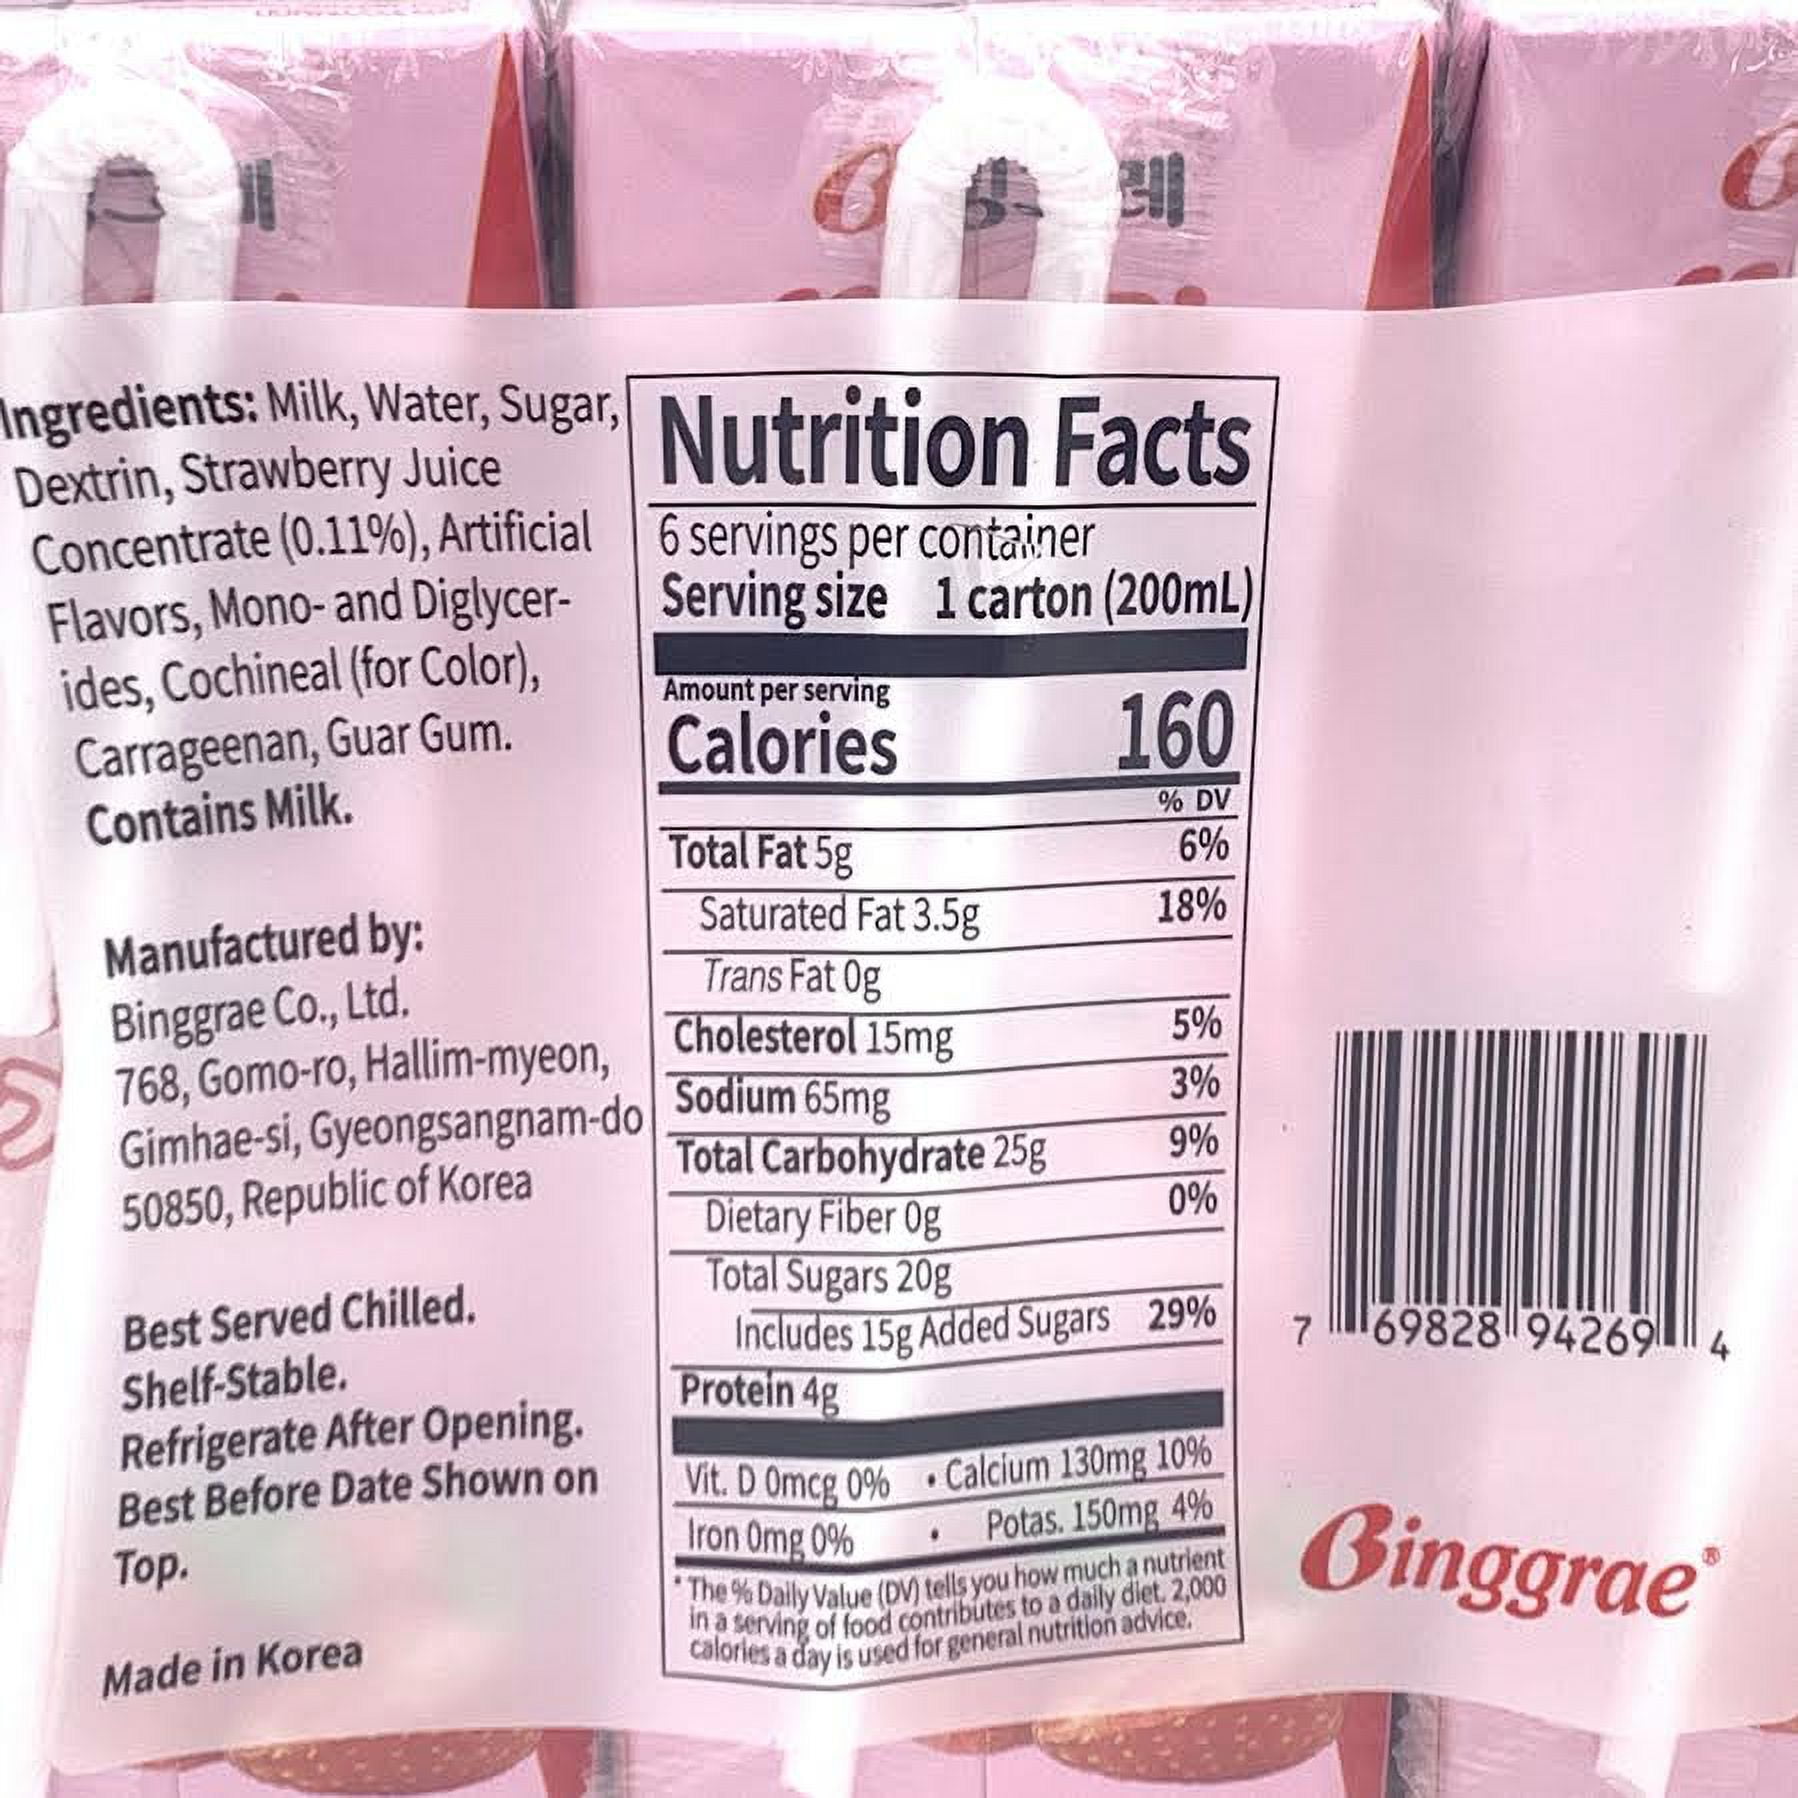 Ingredients: Milk, Water, Sugar,
Dextrin, Strawberry Juice
Concentrate (0.11%), Artificial
Flavors, Mono- and Diglycer-
ides, Cochineal (for Color),
Carrageenan, Guar Gum.
Contains Milk.
Manufactured by:
Binggrae Co., Ltd.
768, Gomo-ro, Hallim-myeon,
Gimhae-si, Gyeongsangnam-do
50850, Republic of Korea
Best Served Chilled.
Shelf-Stable.
Refrigerate After Opening.
Best Before Date Shown on
Top.
Made in Korea
Nutrition Facts
6 servings per container
Serving size 1 carton (200mL)
Amount per serving
Calories 160
% DV
Total Fat 5g 6%
Saturated Fat 3.5g 18%
Trans Fat 0g
Cholesterol 15mg 5%
Sodium 65mg 3%
Total Carbohydrate 25g 9%
Dietary Fiber 0g 0%
Total Sugars 20g
Includes 15g Added Sugars 29%
Protein 4g
Vit. D 0mcg 0% • Calcium 130mg 10%
Iron 0mg 0% • Potas. 150mg 4%
* The % Daily Value (DV) tells you how much a nutrient
in a serving of food contributes to a daily diet. 2,000
calories a day is used for general nutrition advice.
7 69828 94269 4
Binggrae®